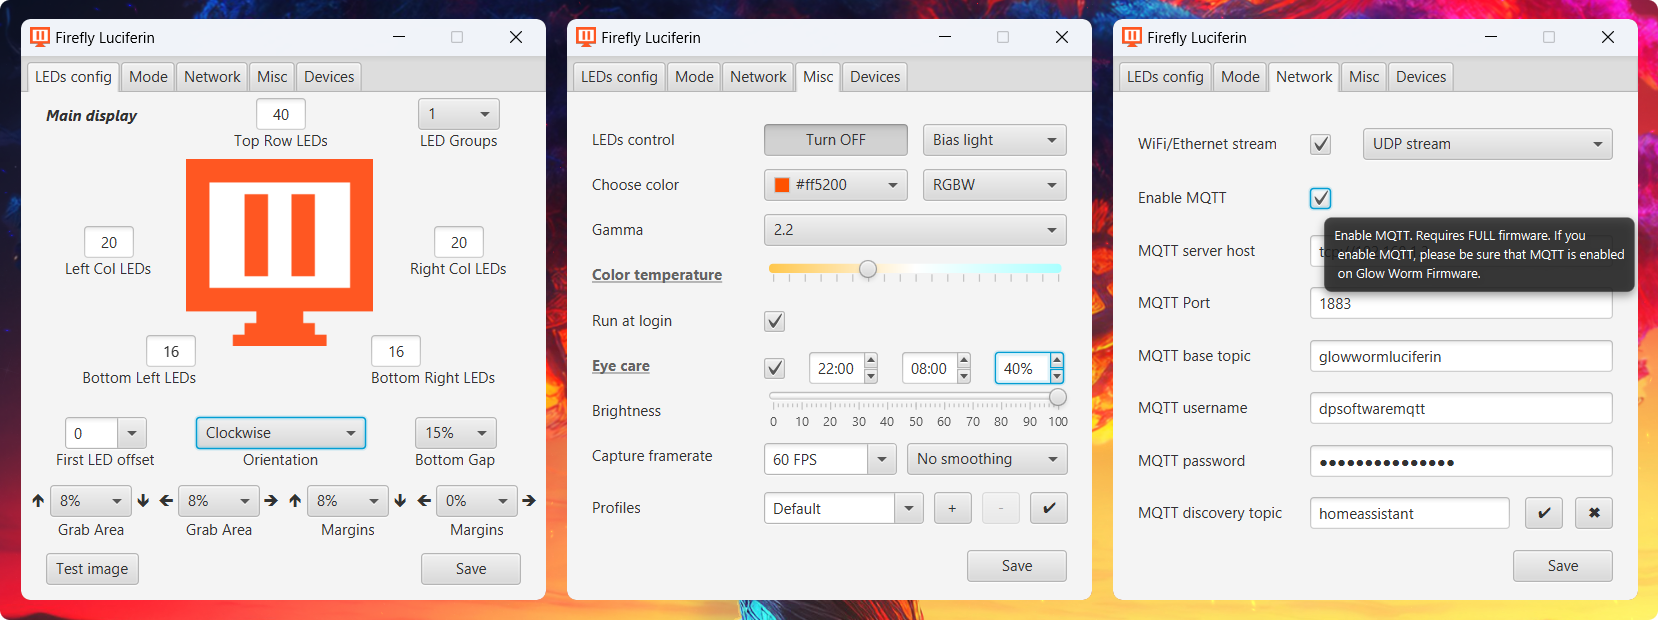 Firefly Luciferin
LEDs config Mode Network Misc Devices
Main display
40
Top Row LEDs
1
LED Groups
20
Left Col LEDs
20
Right Col LEDs
16
Bottom Left LEDs
16
Bottom Right LEDs
0
First LED offset
Clockwise
Orientation
15%
Bottom Gap
8%
Grab Area
8%
Grab Area
8%
Margins
0%
Margins
Test image
Save
Firefly Luciferin
LEDs config Mode Network Misc Devices
LEDs control Turn OFF Bias light
Choose color #ff5200 RGBW
Gamma 2.2
Color temperature
Run at login
Eye care 22:00 08:00 40%
Brightness
0 10 20 30 40 50 60 70 80 90 100
Capture framerate 60 FPS No smoothing
Profiles Default + -
Save
Firefly Luciferin
LEDs config Mode Network Misc Devices
WiFi/Ethernet stream UDP stream
Enable MQTT
Enable MQTT. Requires FULL firmware. If you
enable MQTT, please be sure that MQTT is enabled
on Glow Worm Firmware.
MQTT server host
MQTT Port 1883
MQTT base topic glowwormluciferin
MQTT username dpsoftwaremqtt
MQTT password ●●●●●●●●●●●●●●●
MQTT discovery topic homeassistant
Save